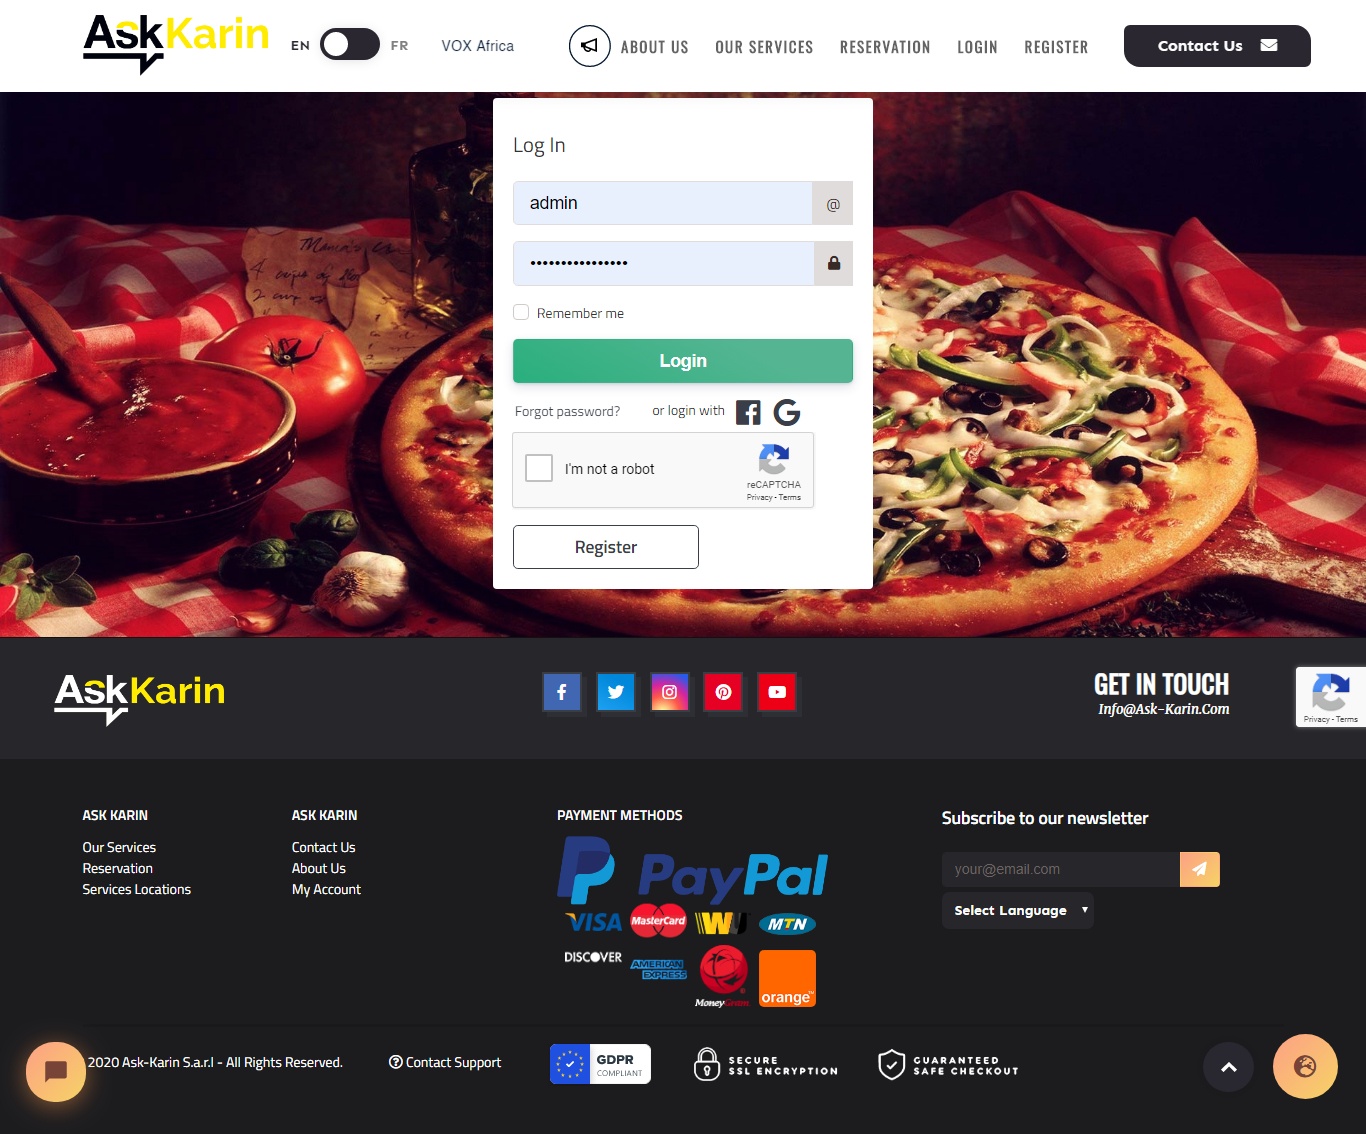 AskKarin
EN
FR
VOX Africa
ABOUT US
OUR SERVICES
RESERVATION
LOGIN
REGISTER
Contact Us
Log In
admin
@
••••••••••••••••
Remember me
Login
Forgot password?
or login with
I'm not a robot
reCAPTCHA
Privacy - Terms
Register
AskKarin
GET IN TOUCH
Info@Ask-Karin.Com
Privacy - Terms
ASK KARIN
Our Services
Reservation
Services Locations
ASK KARIN
Contact Us
About Us
My Account
PAYMENT METHODS
PayPal
VISA
MasterCard
WU
MTN
DISCOVER
AMERICAN
EXPRESS
MoneyGram
orange
Subscribe to our newsletter
your@email.com
Select Language
2020 Ask-Karin S.a.r.l - All Rights Reserved.
Contact Support
GDPR
COMPLIANT
SECURE
SSL ENCRYPTION
GUARANTEED
SAFE CHECKOUT